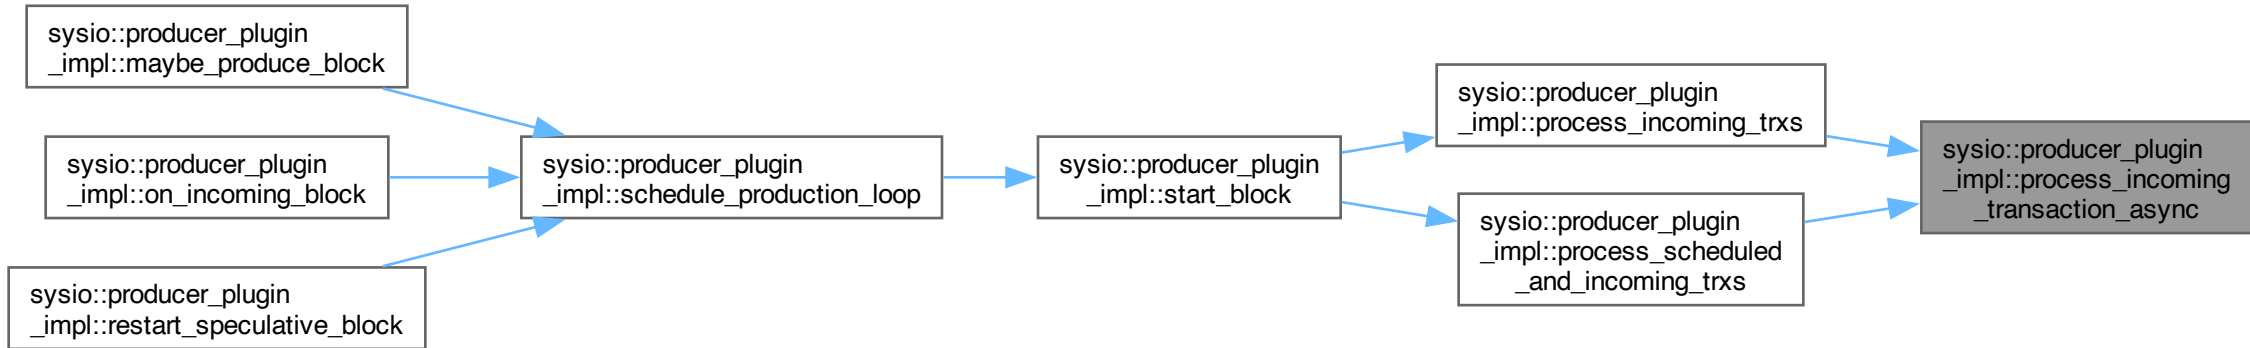 sysio::producer_plugin
_impl::maybe_produce_block
sysio::producer_plugin
_impl::on_incoming_block
sysio::producer_plugin
_impl::restart_speculative_block
sysio::producer_plugin
_impl::schedule_production_loop
sysio::producer_plugin
_impl::start_block
sysio::producer_plugin
_impl::process_incoming_trxs
sysio::producer_plugin
_impl::process_scheduled
_and_incoming_trxs
sysio::producer_plugin
_impl::process_incoming
_transaction_async